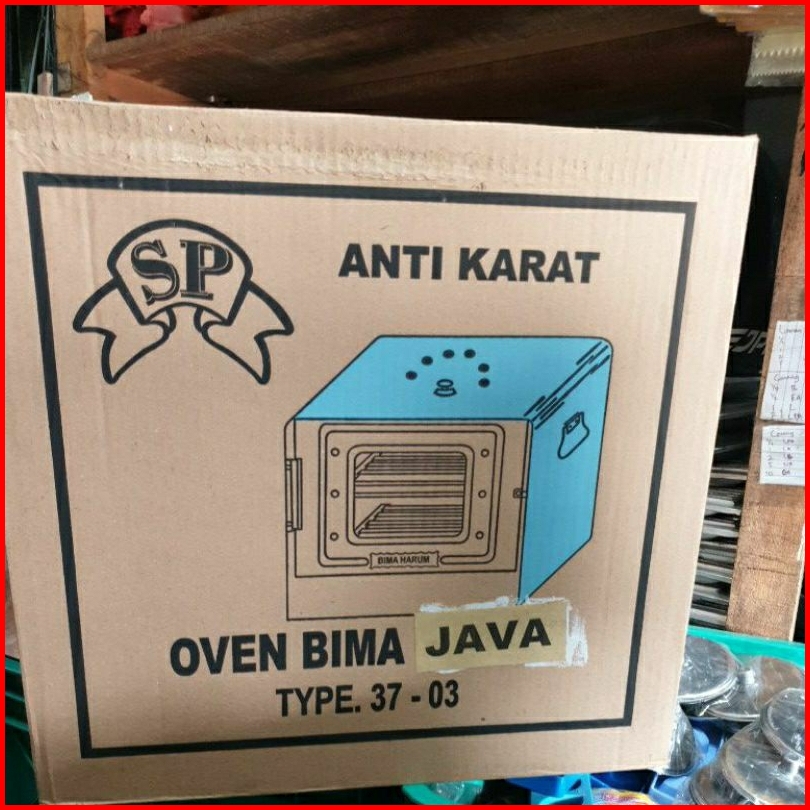 SP
ANTI KARAT
BIMA HARUM
OVEN BIMA JAVA
TYPE. 37 - 03